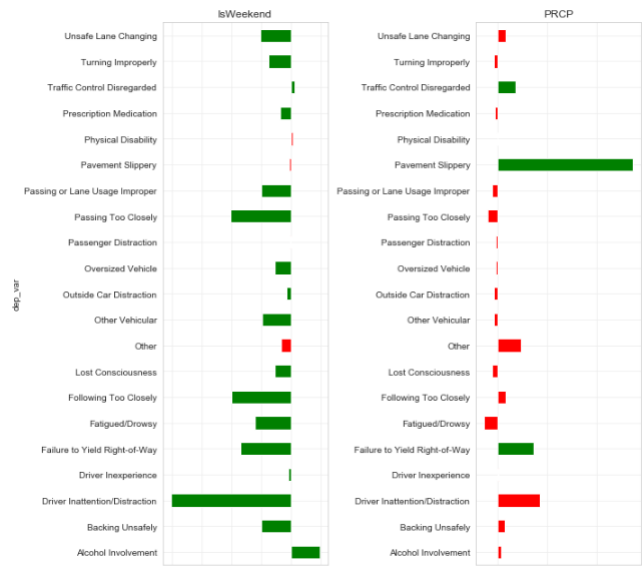 IsWeekend
PRCP
dep_var
Unsafe Lane Changing
Turning Improperly
Traffic Control Disregarded
Prescription Medication
Physical Disability
Pavement Slippery
Passing or Lane Usage Improper
Passing Too Closely
Passenger Distraction
Oversized Vehicle
Outside Car Distraction
Other Vehicular
Other
Lost Consciousness
Following Too Closely
Fatigued/Drowsy
Failure to Yield Right-of-Way
Driver Inexperience
Driver Inattention/Distraction
Backing Unsafely
Alcohol Involvement
Unsafe Lane Changing
Turning Improperly
Traffic Control Disregarded
Prescription Medication
Physical Disability
Pavement Slippery
Passing or Lane Usage Improper
Passing Too Closely
Passenger Distraction
Oversized Vehicle
Outside Car Distraction
Other Vehicular
Other
Lost Consciousness
Following Too Closely
Fatigued/Drowsy
Failure to Yield Right-of-Way
Driver Inexperience
Driver Inattention/Distraction
Backing Unsafely
Alcohol Involvement